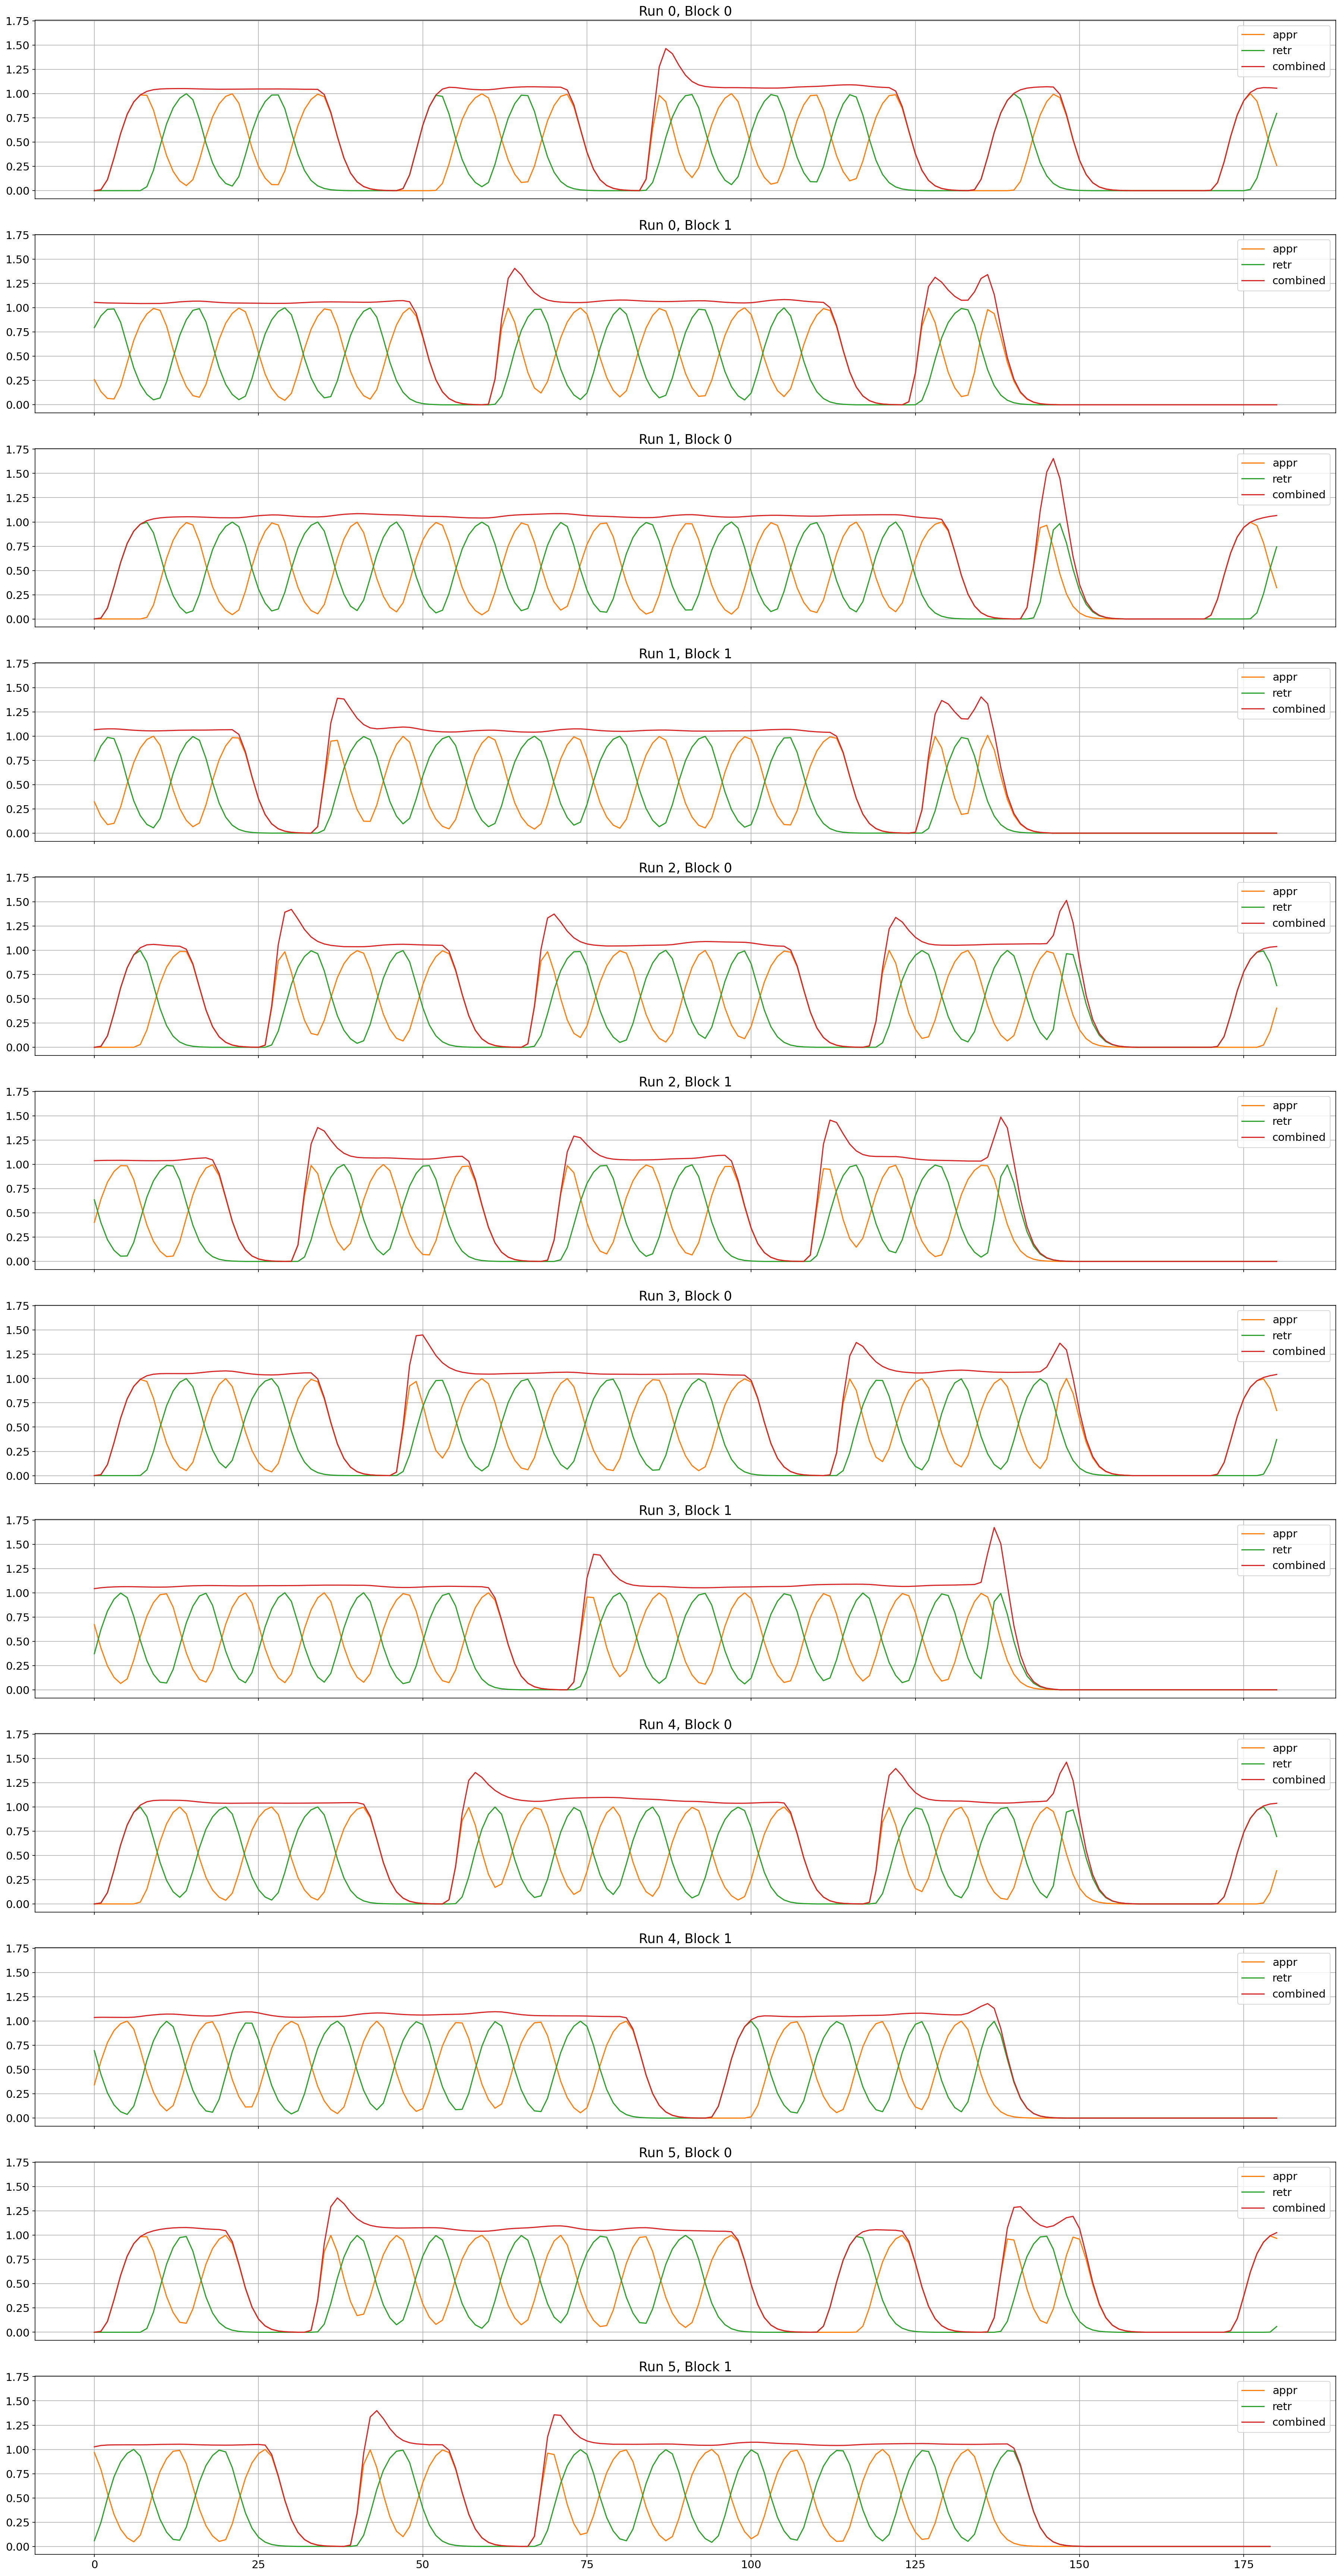 Run 0, Block 0
1.75
1.50
1.25
1.00
0.75
0.50
0.25
0.00
appr
retr
combined
Run 0, Block 1
1.75
1.50
1.25
1.00
0.75
0.50
0.25
0.00
appr
retr
combined
Run 1, Block 0
1.75
1.50
1.25
1.00
0.75
0.50
0.25
0.00
appr
retr
combined
Run 1, Block 1
1.75
1.50
1.25
1.00
0.75
0.50
0.25
0.00
appr
retr
combined
Run 2, Block 0
1.75
1.50
1.25
1.00
0.75
0.50
0.25
0.00
appr
retr
combined
Run 2, Block 1
1.75
1.50
1.25
1.00
0.75
0.50
0.25
0.00
appr
retr
combined
Run 3, Block 0
1.75
1.50
1.25
1.00
0.75
0.50
0.25
0.00
appr
retr
combined
Run 3, Block 1
1.75
1.50
1.25
1.00
0.75
0.50
0.25
0.00
appr
retr
combined
Run 4, Block 0
1.75
1.50
1.25
1.00
0.75
0.50
0.25
0.00
appr
retr
combined
Run 4, Block 1
1.75
1.50
1.25
1.00
0.75
0.50
0.25
0.00
appr
retr
combined
Run 5, Block 0
1.75
1.50
1.25
1.00
0.75
0.50
0.25
0.00
appr
retr
combined
Run 5, Block 1
1.75
1.50
1.25
1.00
0.75
0.50
0.25
0.00
appr
retr
combined
0 25 50 75 100 125 150 175